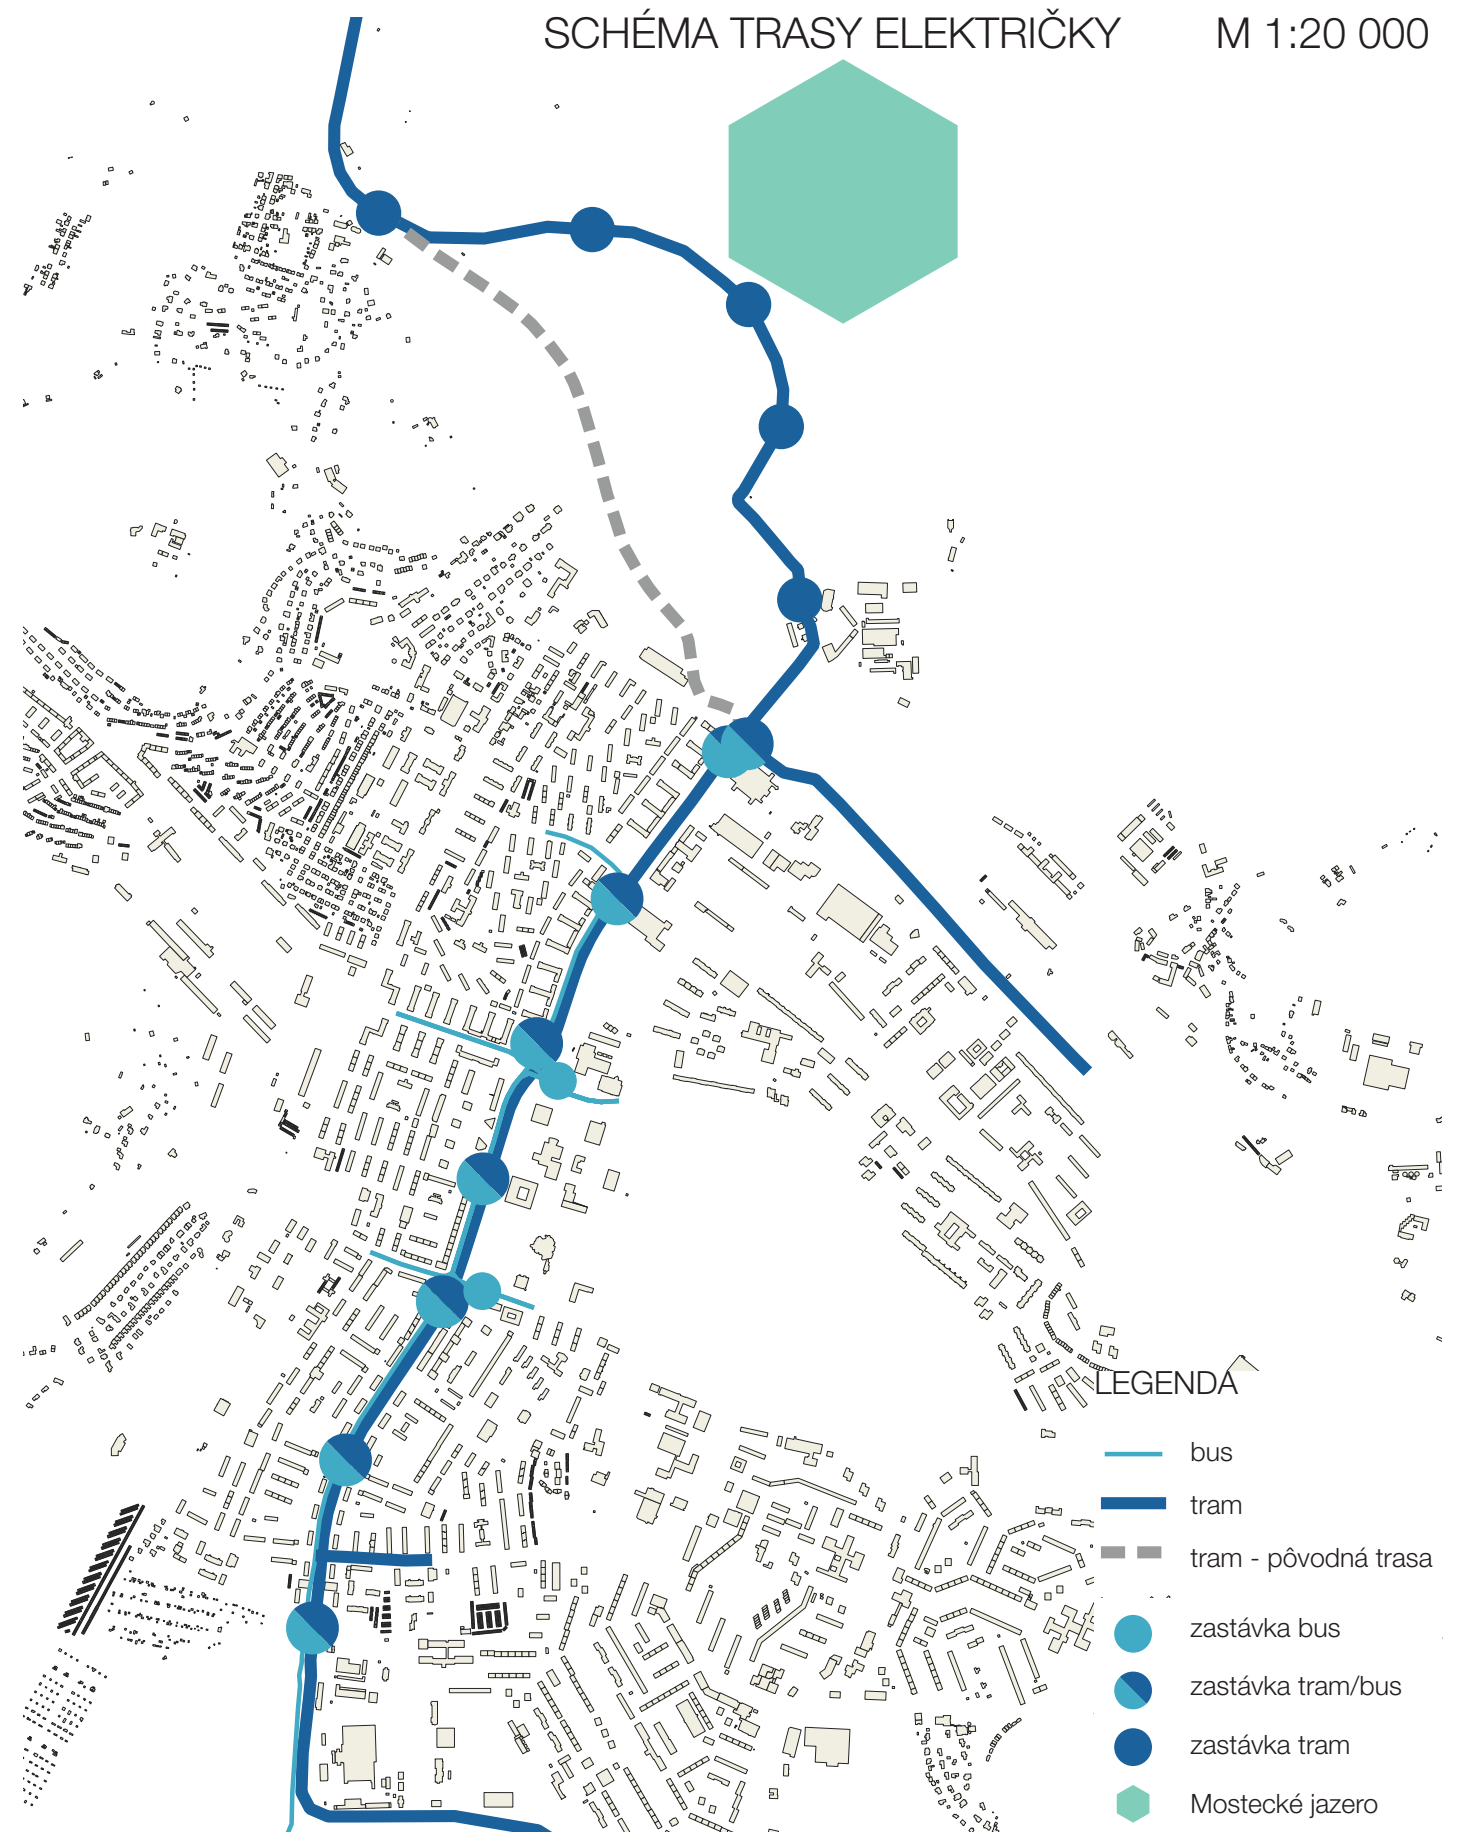 SCHÉMA TRASY ELEKTRIČKY M 1:20 000
LEGENDA
bus
tram
tram - pôvodná trasa
zastávka bus
zastávka tram/bus
zastávka tram
Mostecké jazero